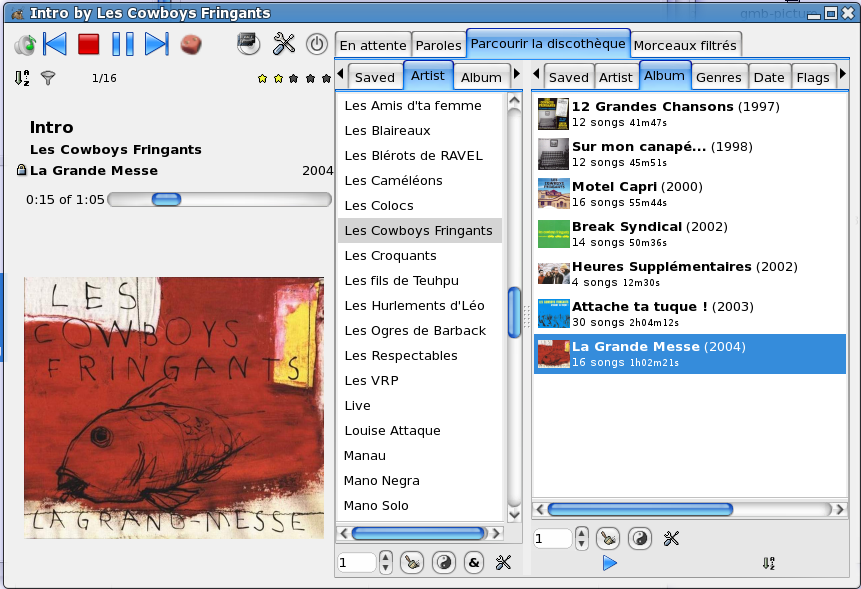 Intro by Les Cowboys Fringants
1/16
Intro
Les Cowboys Fringants
La Grande Messe 2004
0:15 of 1:05
LES
COWBOYS
FRINGANTS
LA GRAND-MESSE
En attente Paroles Parcourir la discothèque Morceaux filtrés
Saved Artist Album
Les Amis d'ta femme
Les Blaireaux
Les Blérots de RAVEL
Les Caméléons
Les Colocs
Les Cowboys Fringants
Les Croquants
Les fils de Teuhpu
Les Hurlements d'Léo
Les Ogres de Barback
Les Respectables
Les VRP
Live
Louise Attaque
Manau
Mano Negra
Mano Solo
1 &
Saved Artist Album Genres Date Flags
12 Grandes Chansons (1997)
12 songs 41m47s
Sur mon canapé... (1998)
12 songs 45m51s
Motel Capri (2000)
16 songs 55m44s
Break Syndical (2002)
14 songs 50m36s
Heures Supplémentaires (2002)
4 songs 12m30s
Attache ta tuque ! (2003)
30 songs 2h04m12s
La Grande Messe (2004)
16 songs 1h02m21s
1